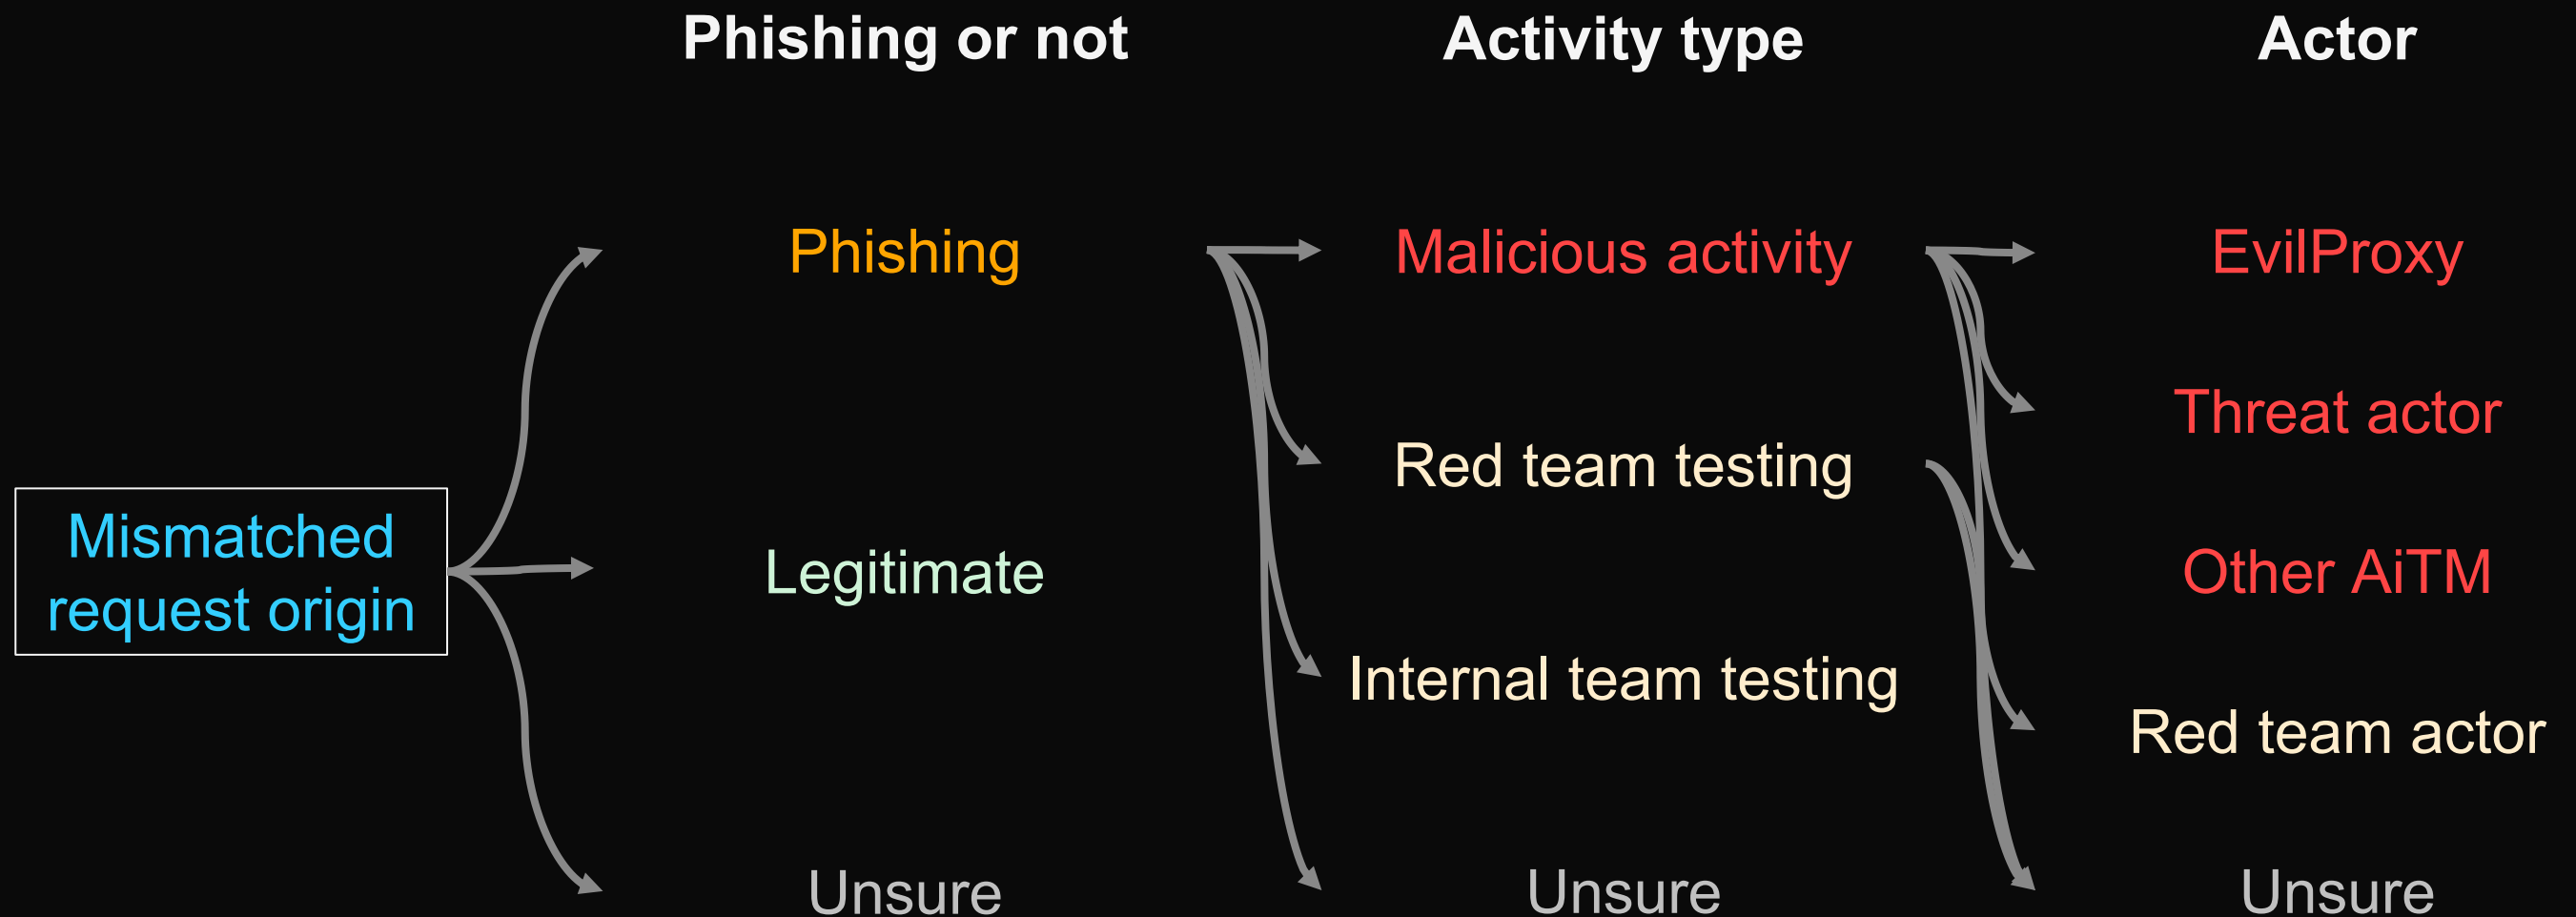 Phishing or not
Activity type
Actor
Mismatched
request origin
Phishing
Legitimate
Unsure
Malicious activity
Red team testing
Internal team testing
Unsure
EvilProxy
Threat actor
Other AiTM
Red team actor
Unsure